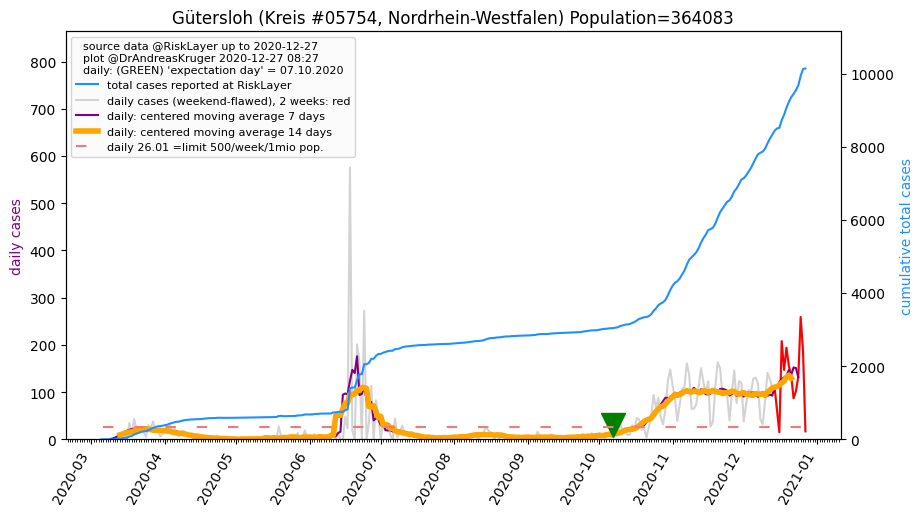 Gütersloh (Kreis #05754, Nordrhein-Westfalen) Population=364083
source data @RiskLayer up to 2020-12-27
plot @DrAndreasKruger 2020-12-27 08:27
daily: (GREEN) 'expectation day' = 07.10.2020
total cases reported at RiskLayer
daily cases (weekend-flawed), 2 weeks: red
daily: centered moving average 7 days
daily: centered moving average 14 days
daily 26.01 =limit 500/week/1mio pop.
daily cases
800
700
600
500
400
300
200
100
0
cumulative total cases
10000
8000
6000
4000
2000
0
2020-03
2020-04
2020-05
2020-06
2020-07
2020-08
2020-09
2020-10
2020-11
2020-12
2021-01